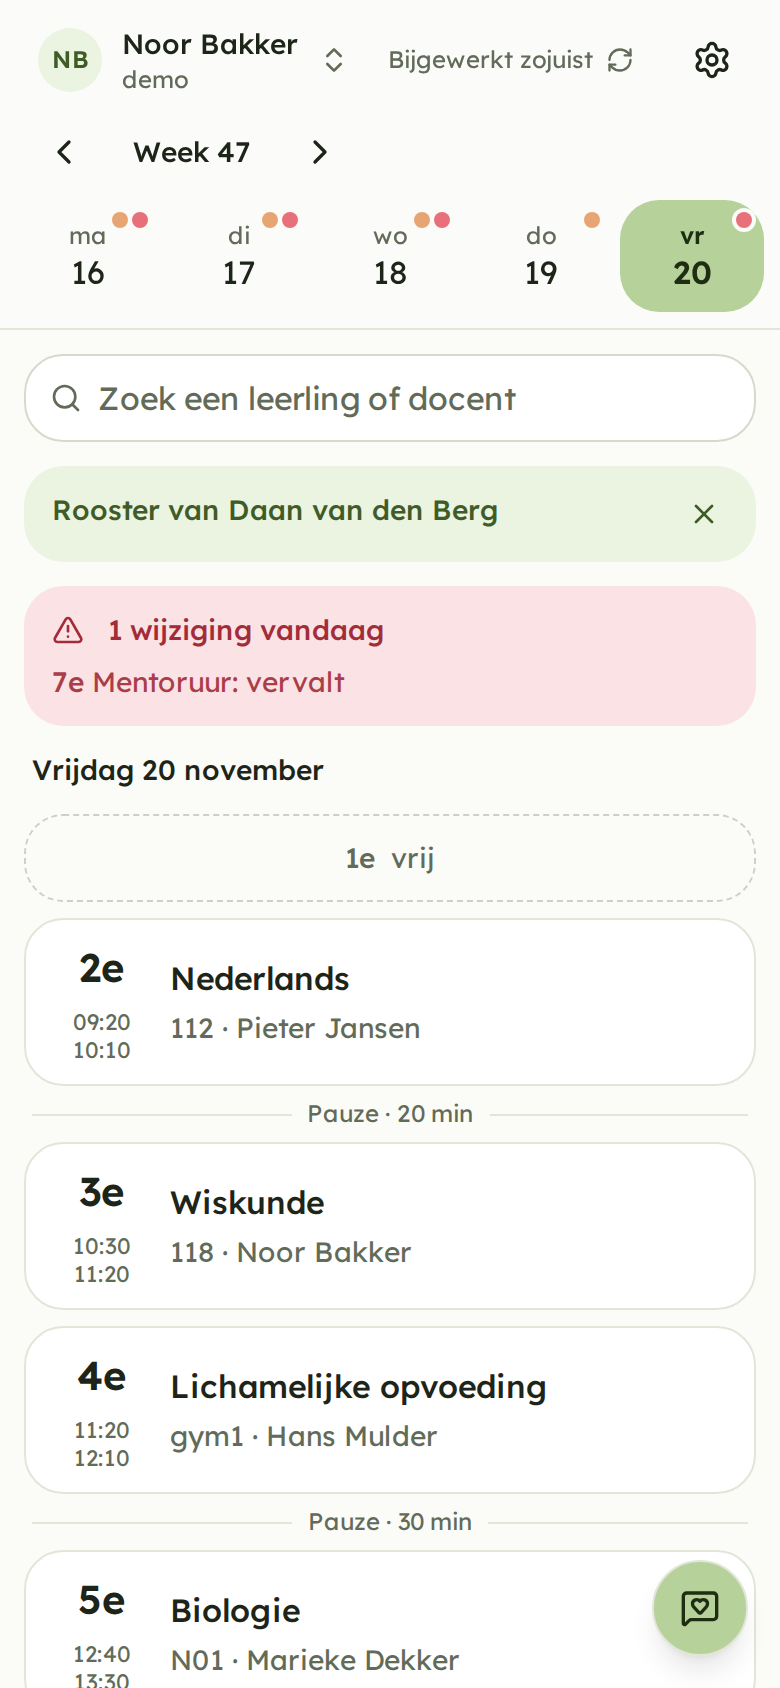 NB
Noor Bakker
demo
Bijgewerkt zojuist
Week 47
ma di wo do vr
16 17 18 19 20
Zoek een leerling of docent
Rooster van Daan van den Berg
1 wijziging vandaag
7e Mentoruur: vervalt
Vrijdag 20 november
1e vrij
2e
09:20
10:10
Nederlands
112 · Pieter Jansen
Pauze · 20 min
3e
10:30
11:20
Wiskunde
118 · Noor Bakker
4e
11:20
12:10
Lichamelijke opvoeding
gym1 · Hans Mulder
Pauze · 30 min
5e
12:40
13:30
Biologie
N01 · Marieke Dekker